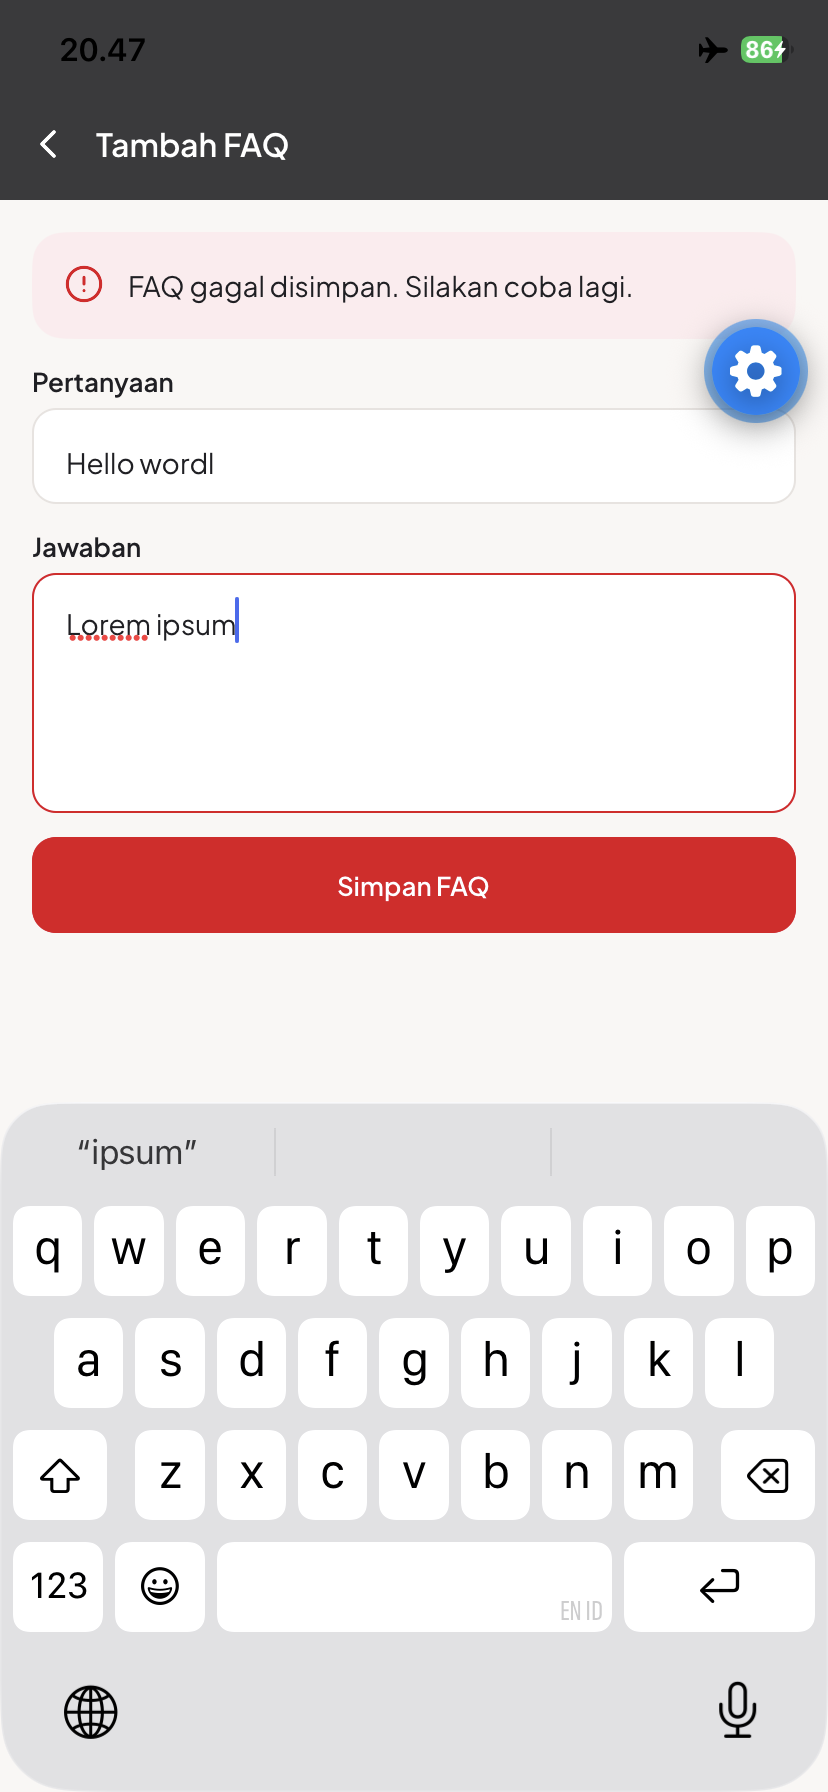 20.47
86
Tambah FAQ
FAQ gagal disimpan. Silakan coba lagi.
Pertanyaan
Hello wordl
Jawaban
Lorem ipsum
Simpan FAQ
“ipsum”
q w e r t y u i o p
a s d f g h j k l
z x c v b n m
123
EN ID